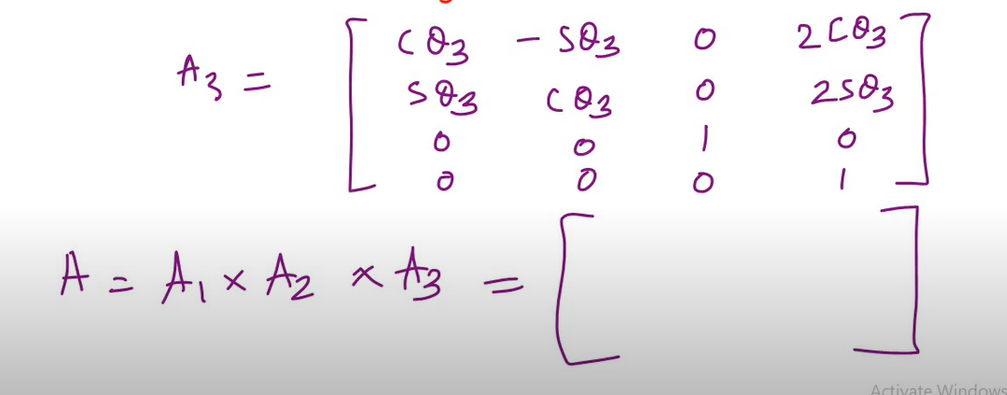 A₃ =
cθ₃ - sθ₃ 0 2cθ₃
sθ₃ cθ₃ 0 2sθ₃
0 0 1 0
0 0 0 1
A = A₁ × A₂ × A₃ = [ ]
Activate Windows